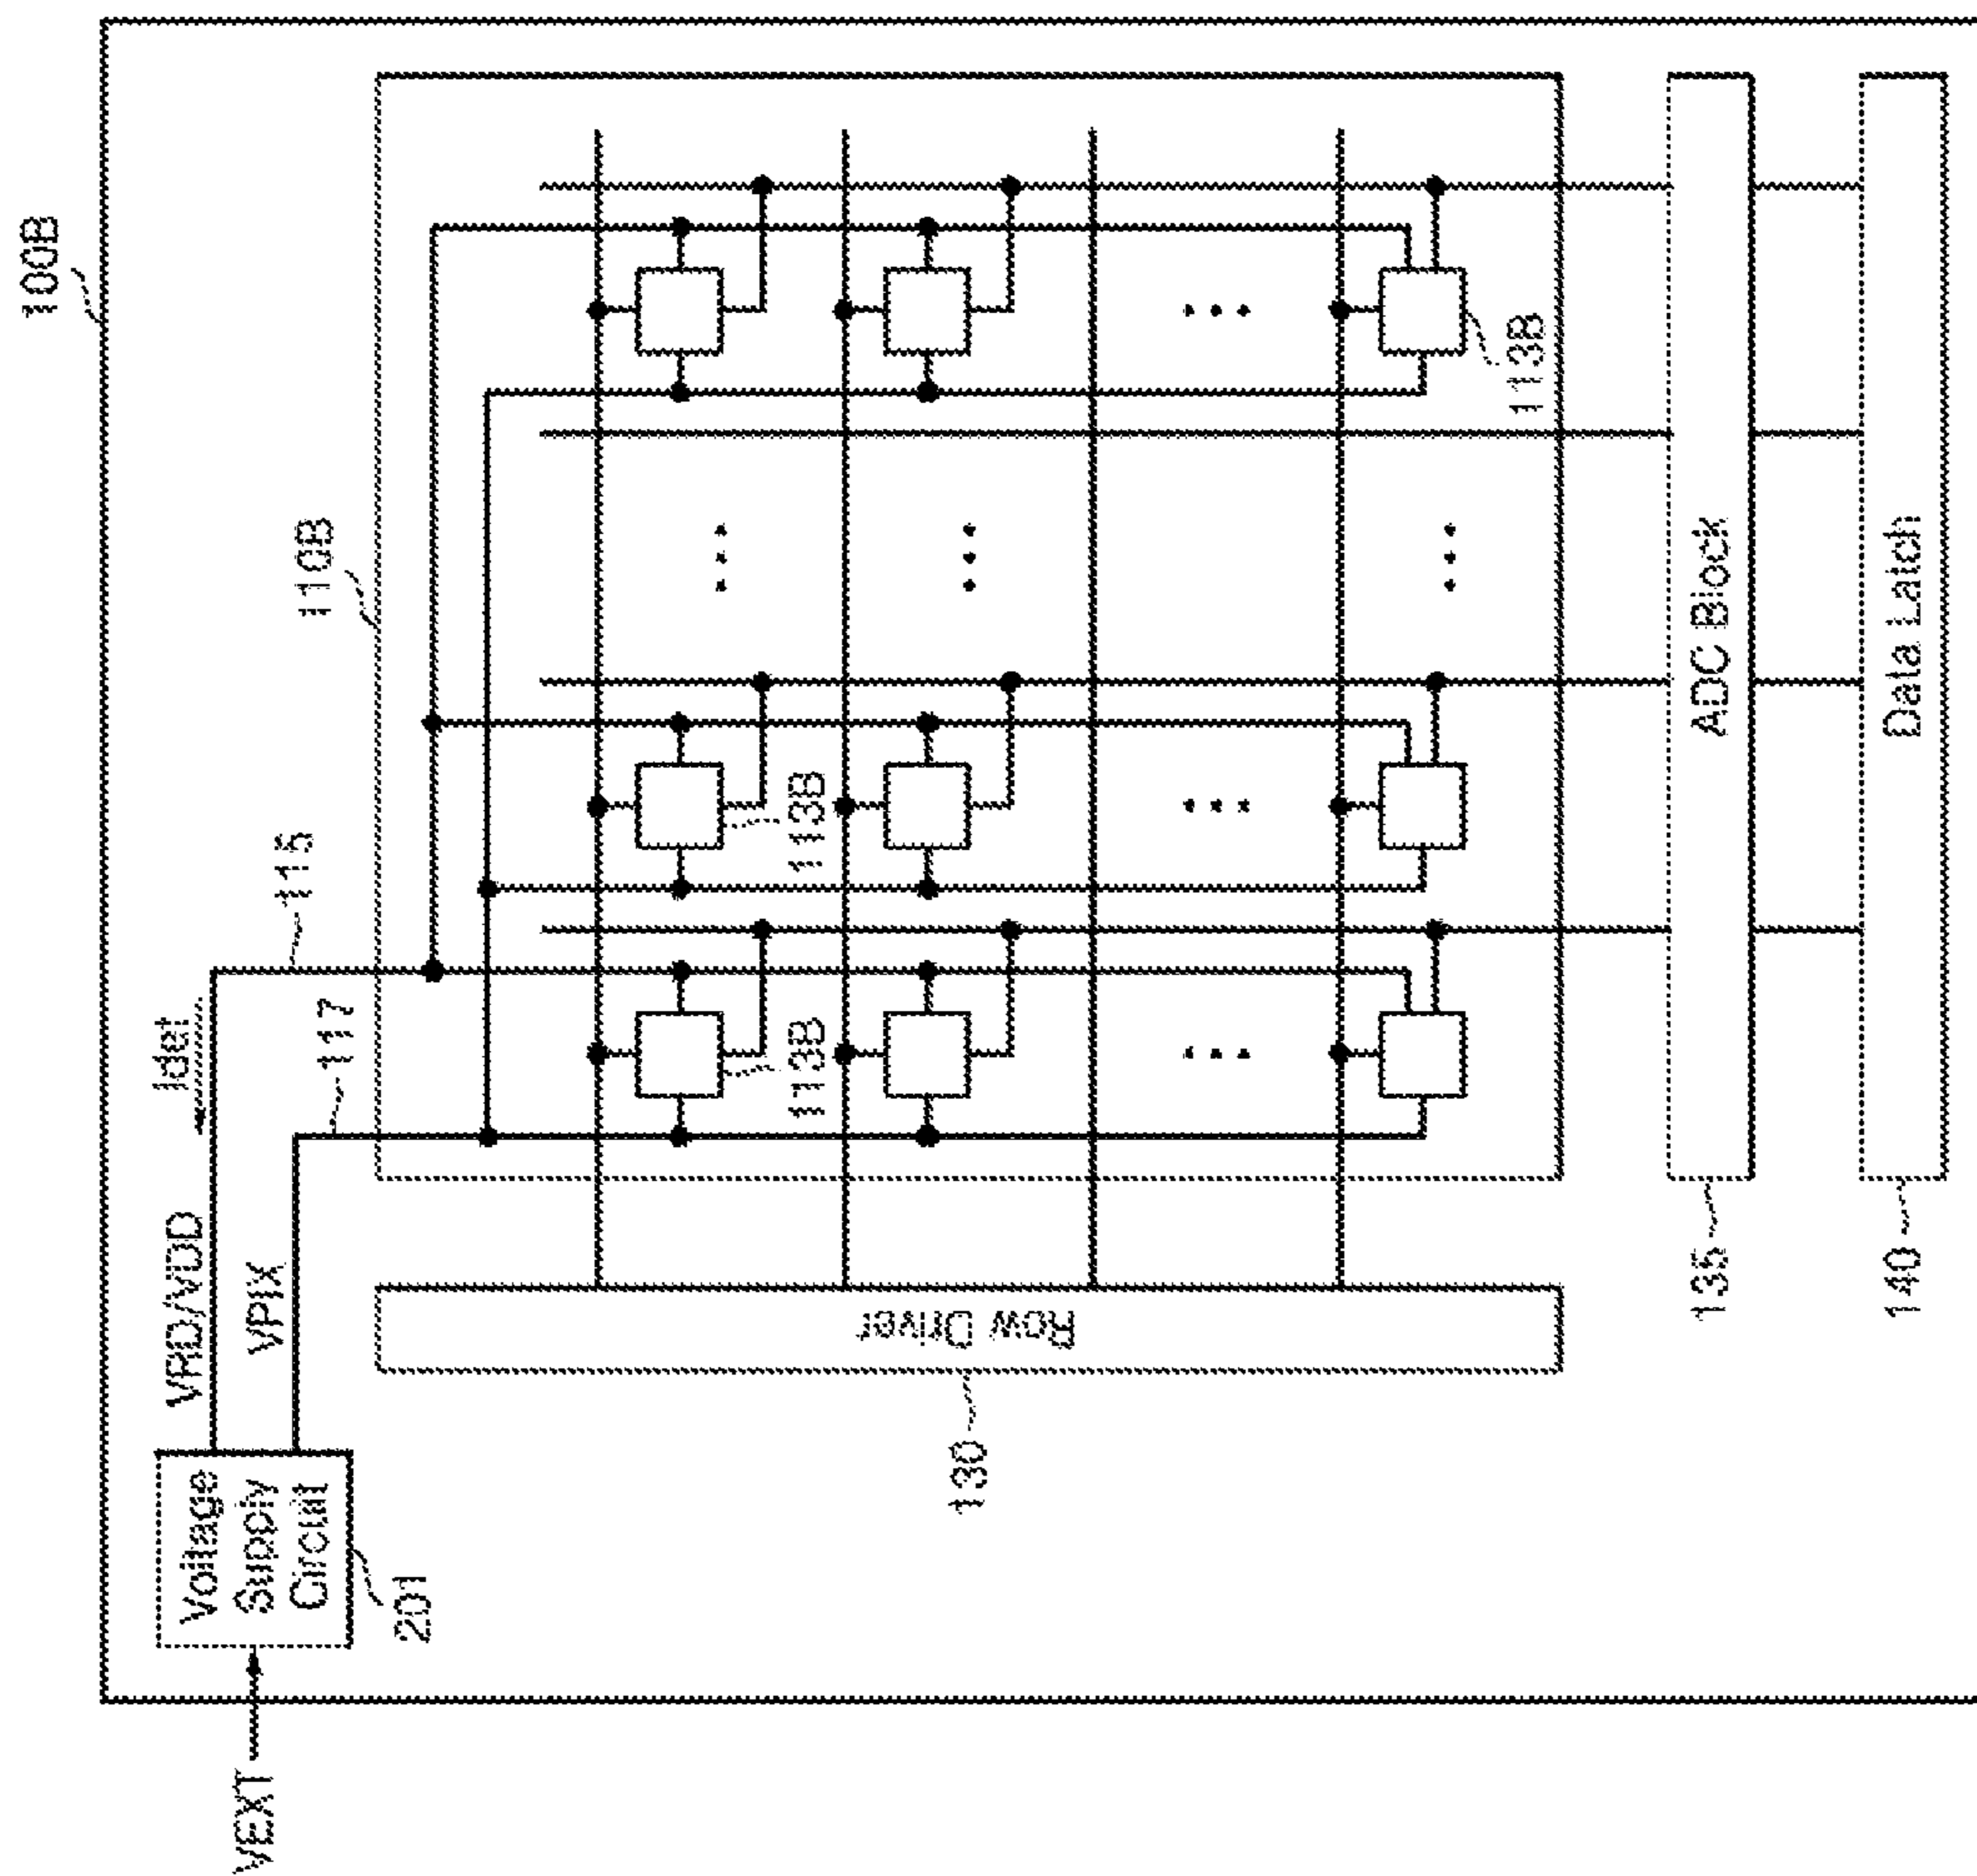 100B
110B
115
Idet
117
VRD/VDD
VPIX
Voltage
Supply
Circuit
201
VEXT
113B
113B
113B
Row Driver
130
ADC Block
135
Data Latch
140